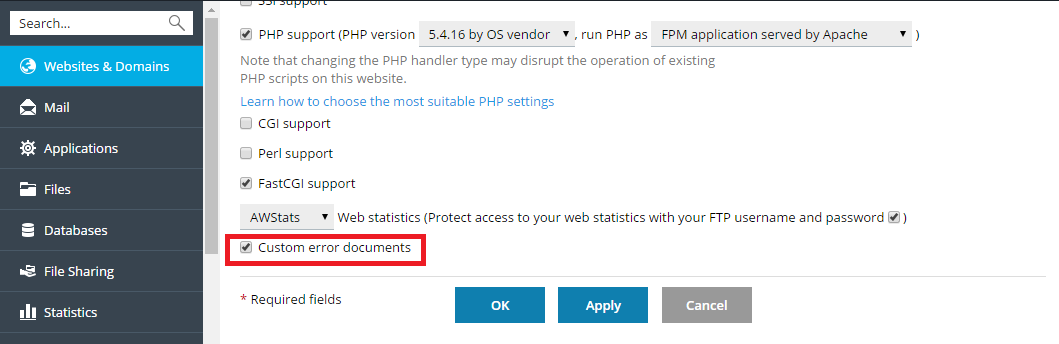 Search...
Websites & Domains
Mail
Applications
Files
Databases
File Sharing
Statistics
SSI support
PHP support (PHP version 5.4.16 by OS vendor , run PHP as FPM application served by Apache )
Note that changing the PHP handler type may disrupt the operation of existing
PHP scripts on this website.
Learn how to choose the most suitable PHP settings
CGI support
Perl support
FastCGI support
AWStats Web statistics (Protect access to your web statistics with your FTP username and password )
Custom error documents
* Required fields OK Apply Cancel